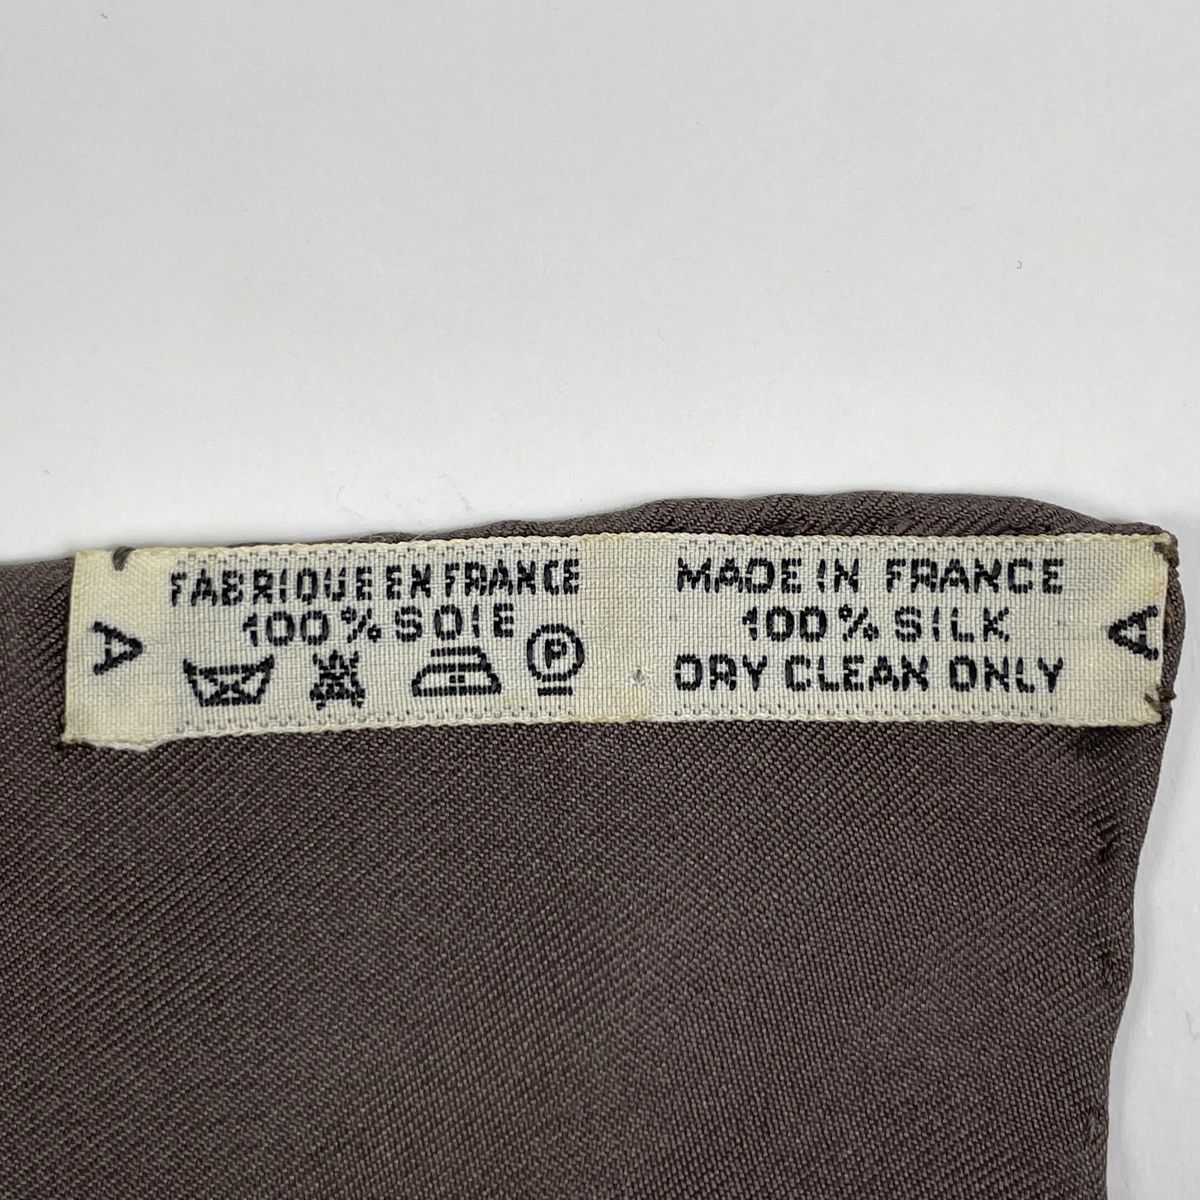 FABRIQUE EN FRANCE
100% SOIE
P
A
MADE IN FRANCE
100% SILK
DRY CLEAN ONLY
A